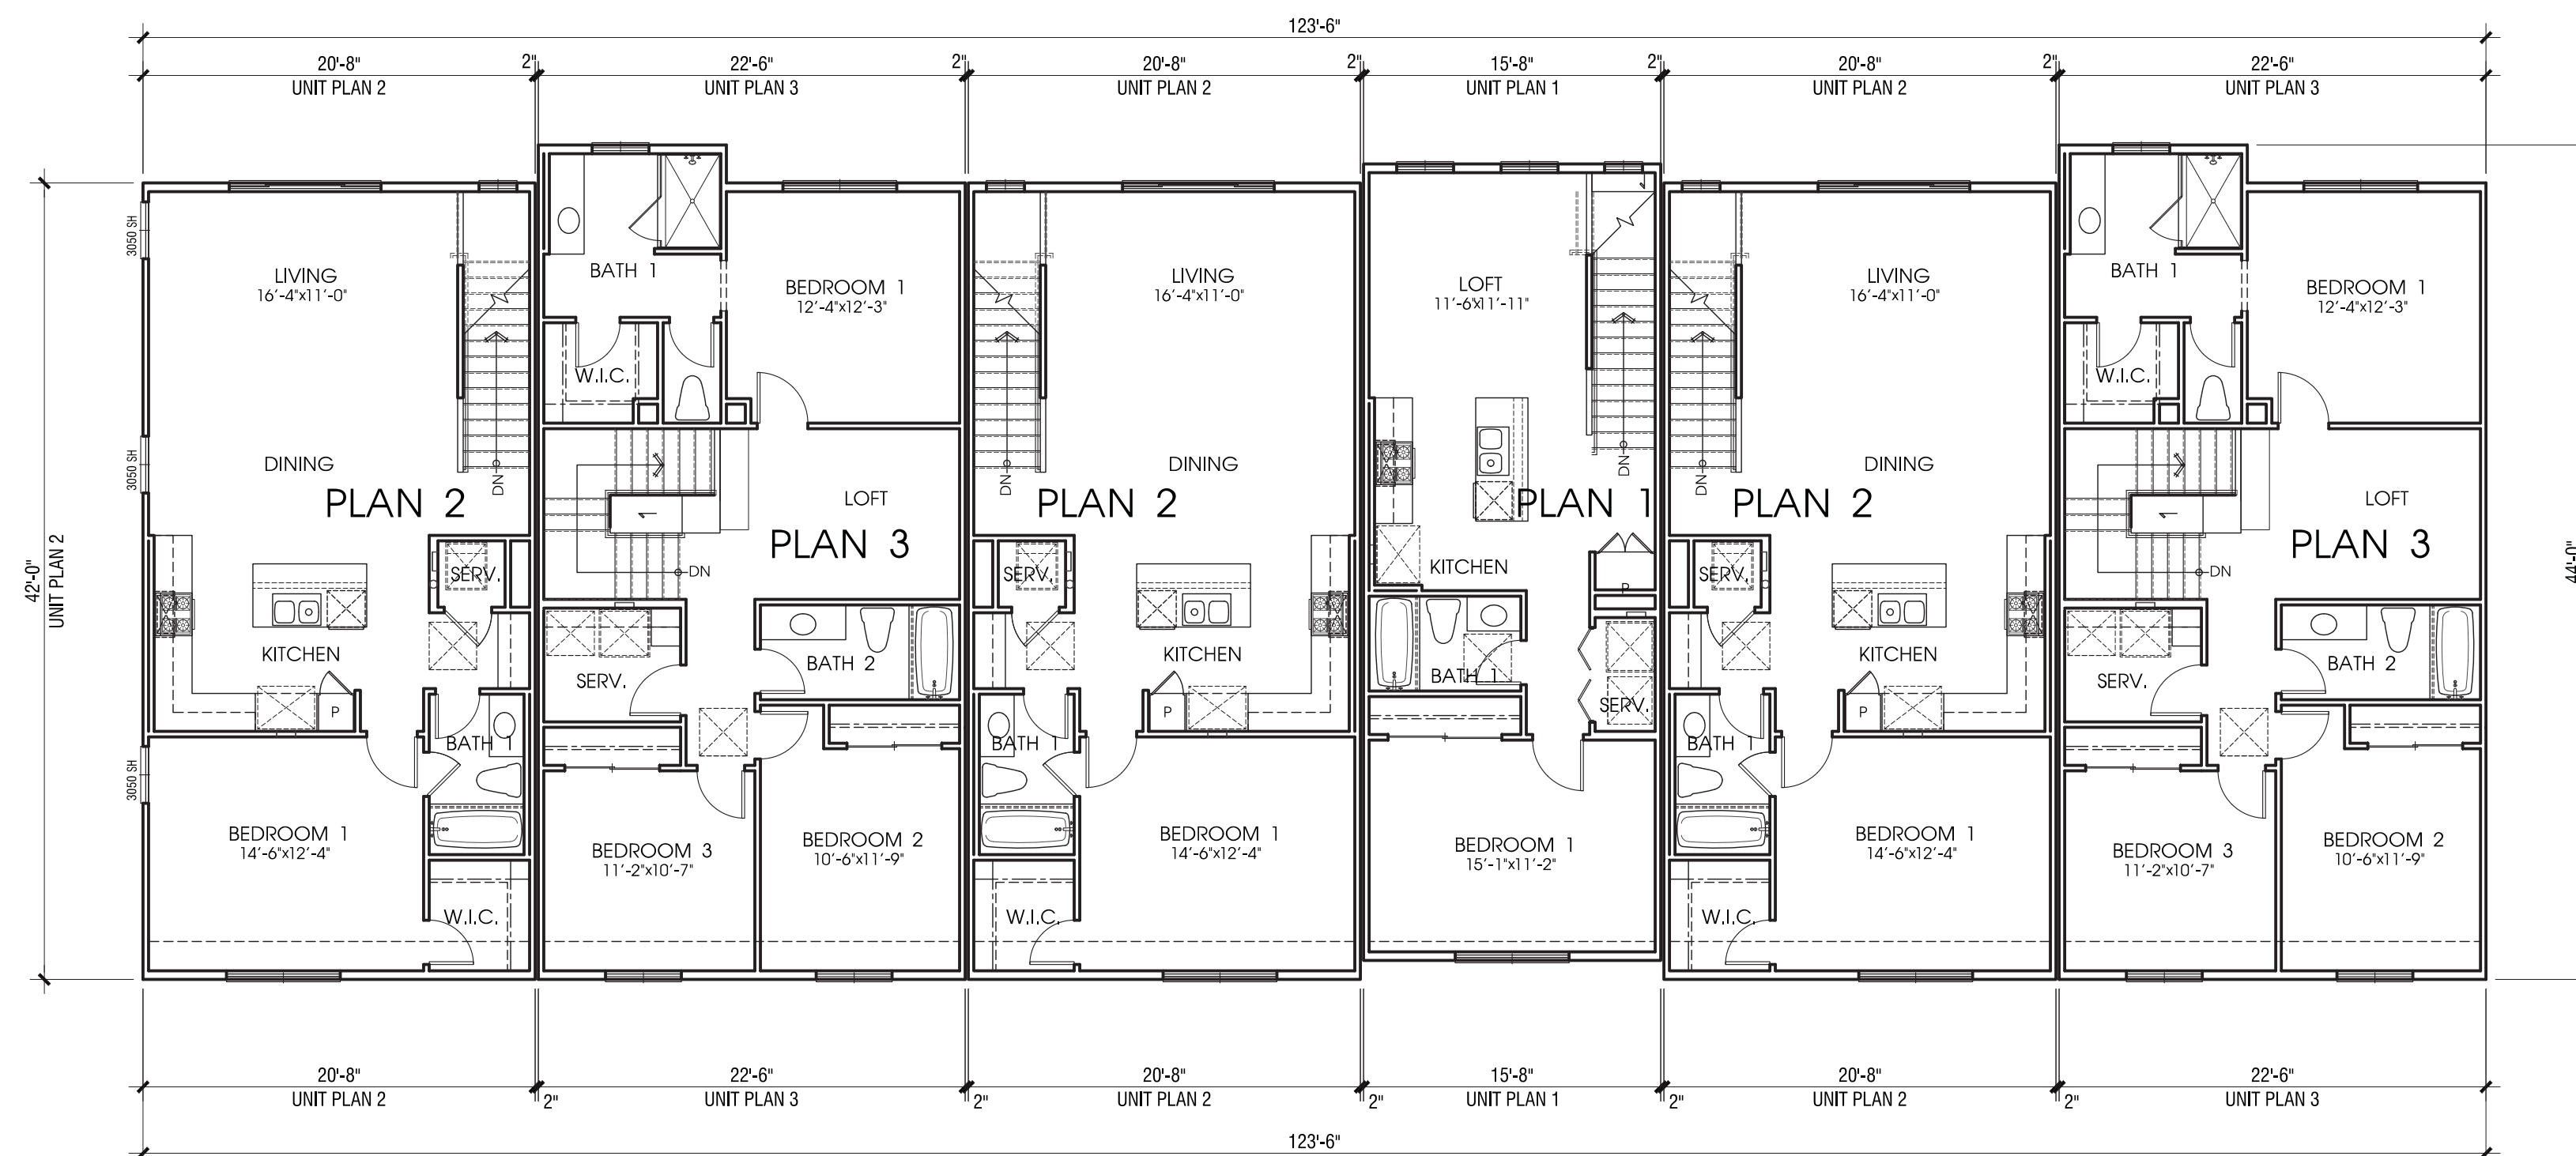 123'-6"
20'-8"
2"
22'-6"
2"
20'-8"
2"
15'-8"
2"
20'-8"
2"
22'-6"
UNIT PLAN 2
UNIT PLAN 3
UNIT PLAN 2
UNIT PLAN 1
UNIT PLAN 2
UNIT PLAN 3
42'-0"
UNIT PLAN 2
3050 SH
3050 SH
3050 SH
LIVING
16'-4"x11'-0"
DINING
DN
PLAN 2
SERV.
KITCHEN
P
BATH 1
BEDROOM 1
14'-6"x12'-4"
W.I.C.
BATH 1
BEDROOM 1
12'-4"x12'-3"
W.I.C.
LOFT
1
PLAN 3
DN
SERV.
BATH 2
BEDROOM 3
11'-2"x10'-7"
BEDROOM 2
10'-6"x11'-9"
LIVING
16'-4"x11'-0"
DINING
DN
PLAN 2
SERV.
KITCHEN
P
BATH 1
BEDROOM 1
14'-6"x12'-4"
W.I.C.
LOFT
11'-6"x11'-11"
DN
PLAN 1
KITCHEN
P
BATH 1
SERV.
BEDROOM 1
15'-1"x11'-2"
LIVING
16'-4"x11'-0"
DINING
DN
PLAN 2
SERV.
KITCHEN
P
BATH 1
BEDROOM 1
14'-6"x12'-4"
W.I.C.
BATH 1
BEDROOM 1
12'-4"x12'-3"
W.I.C.
LOFT
1
PLAN 3
DN
SERV.
BATH 2
BEDROOM 3
11'-2"x10'-7"
BEDROOM 2
10'-6"x11'-9"
44'-0"
20'-8"
22'-6"
20'-8"
15'-8"
20'-8"
22'-6"
UNIT PLAN 2
2"
UNIT PLAN 3
2"
UNIT PLAN 2
2"
UNIT PLAN 1
2"
UNIT PLAN 2
2"
UNIT PLAN 3
123'-6"